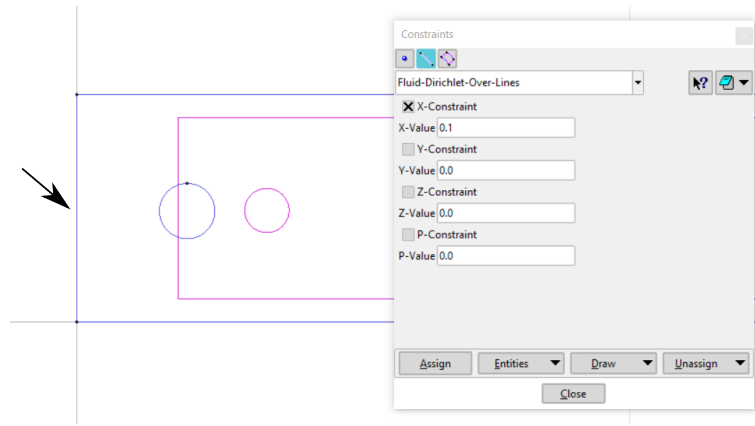 Constraints
Fluid-Dirichlet-Over-Lines
?
X-Constraint
X-Value 0.1
Y-Constraint
Y-Value 0.0
Z-Constraint
Z-Value 0.0
P-Constraint
P-Value 0.0
Assign Entities Draw Unassign
Close